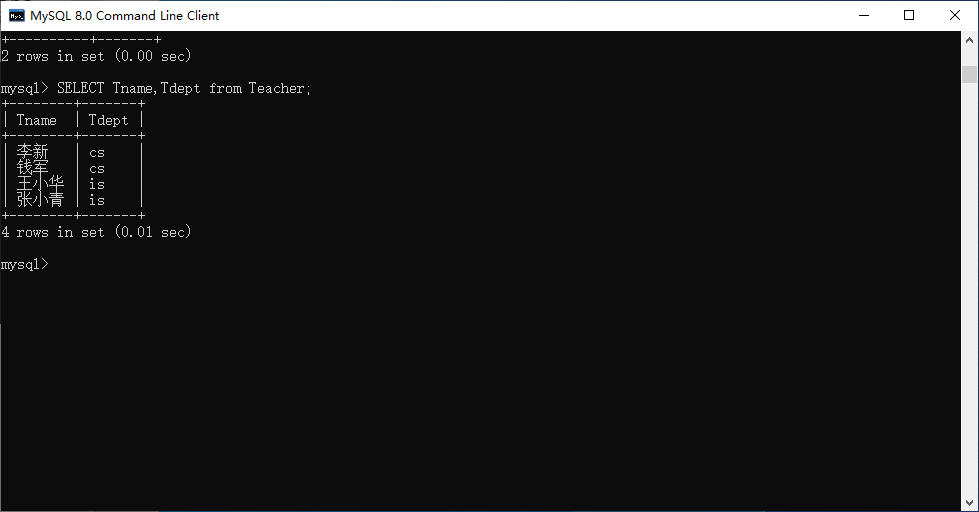 MySQL 8.0 Command Line Client
+----------+-------+
2 rows in set (0.00 sec)
mysql> SELECT Tname,Tdept from Teacher;
+--------+-------+
| Tname  | Tdept |
+--------+-------+
| 李新   | cs    |
| 钱军   | cs    |
| 王小华 | is    |
| 张小青 | is    |
+--------+-------+
4 rows in set (0.01 sec)
mysql>